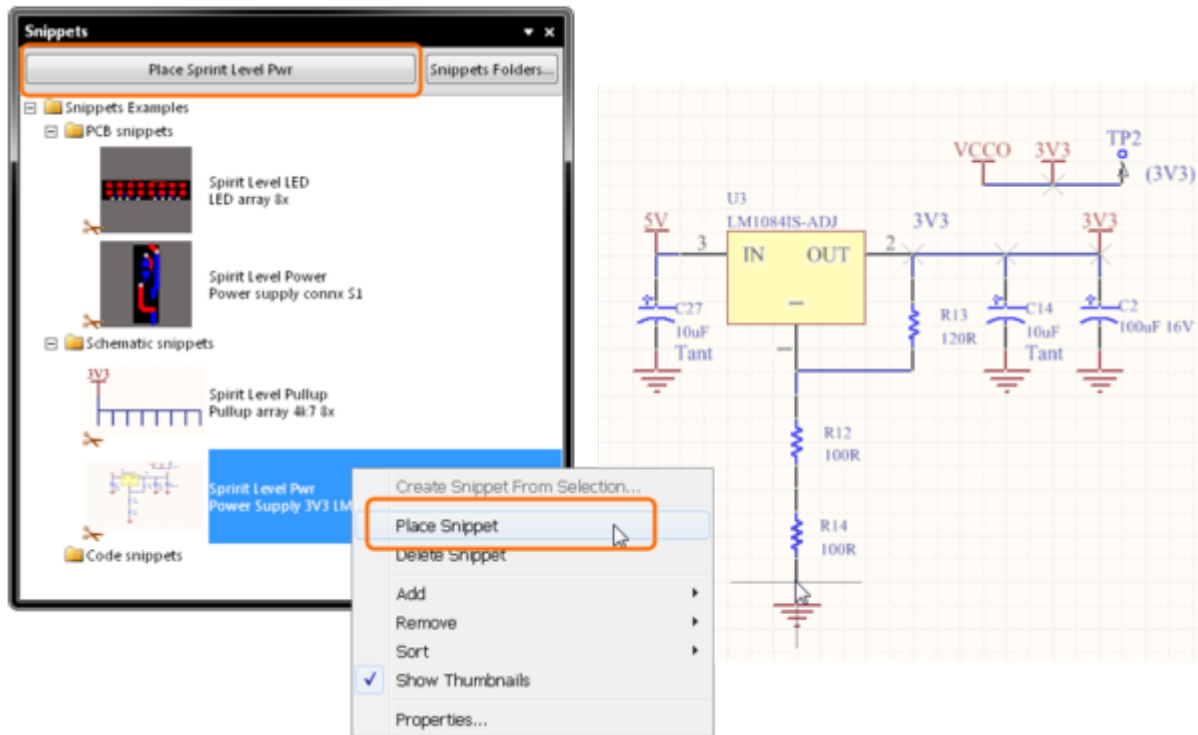 Snippets
Place Spririt Level Pwr
Snippets Folders...
Snippets Examples
PCB snippets
Spirit Level LED
LED array 8x
Spirit Level Power
Power supply connx S1
Schematic snippets
3V3
Spirit Level Pullup
Pullup array 4k7 8x
Spririt Level Pwr
Power Supply 3V3 LM
Code snippets
Create Snippet From Selection...
Place Snippet
Delete Snippet
Add
Remove
Sort
Show Thumbnails
Properties...
VCCO
3V3
TP2
(3V3)
U3
LM1084IS-ADJ
5V
3
IN
OUT
2
3V3
3V3
C27
10uF
Tant
R13
120R
C14
10uF
Tant
C2
100uF 16V
R12
100R
R14
100R